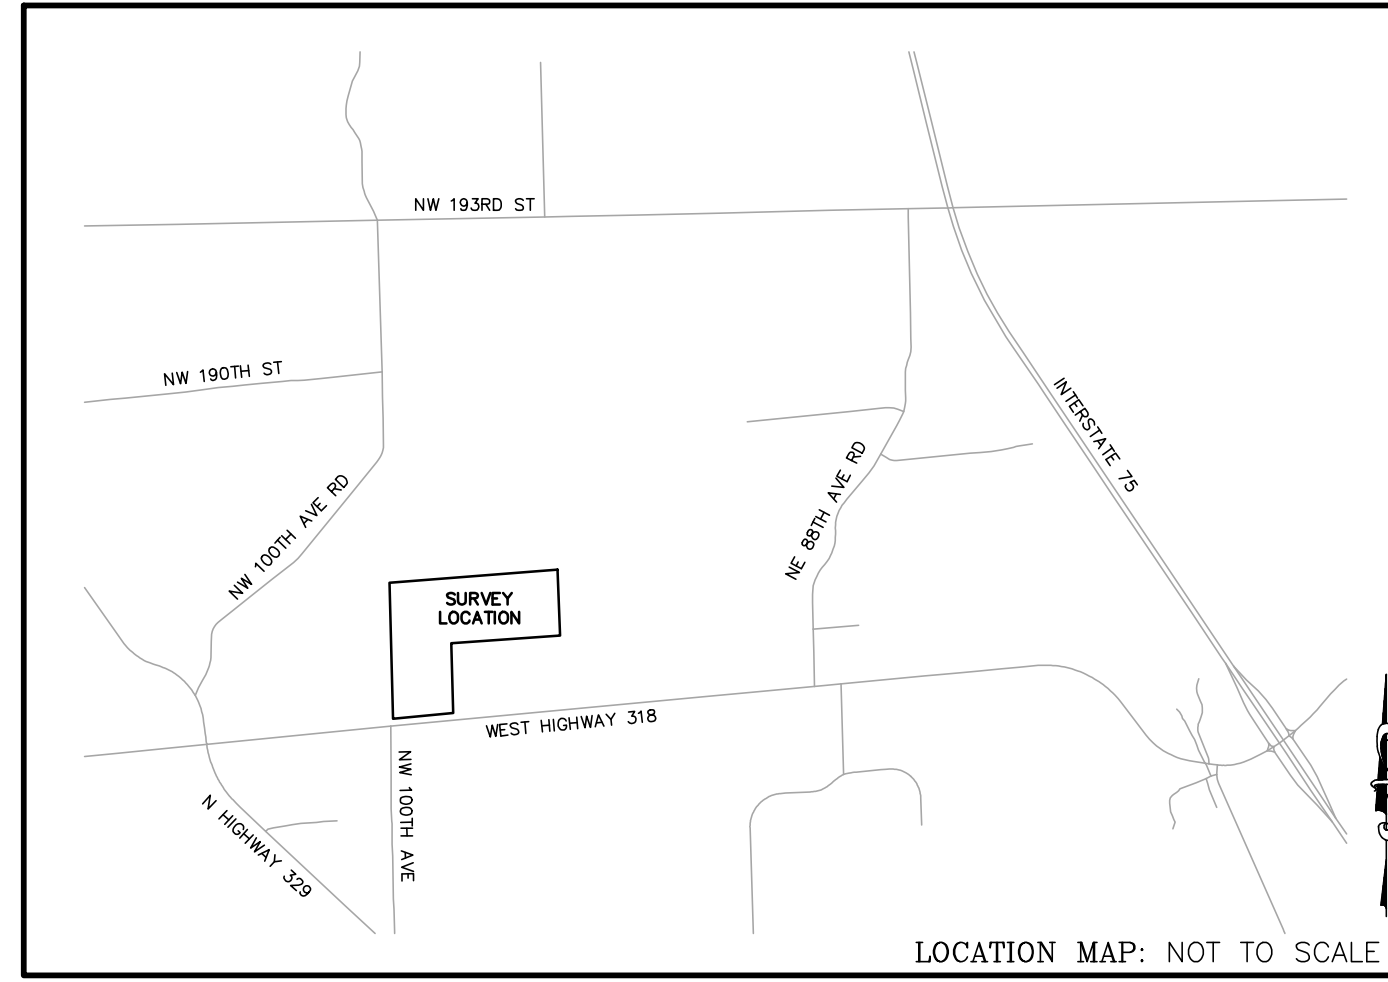 NW 193RD ST
NW 190TH ST
INTERSTATE 75
NE 88TH AVE RD
NW 100TH AVE RD
SURVEY
LOCATION
WEST HIGHWAY 318
NW 100TH AVE
N HIGHWAY 329
LOCATION MAP: NOT TO SCALE